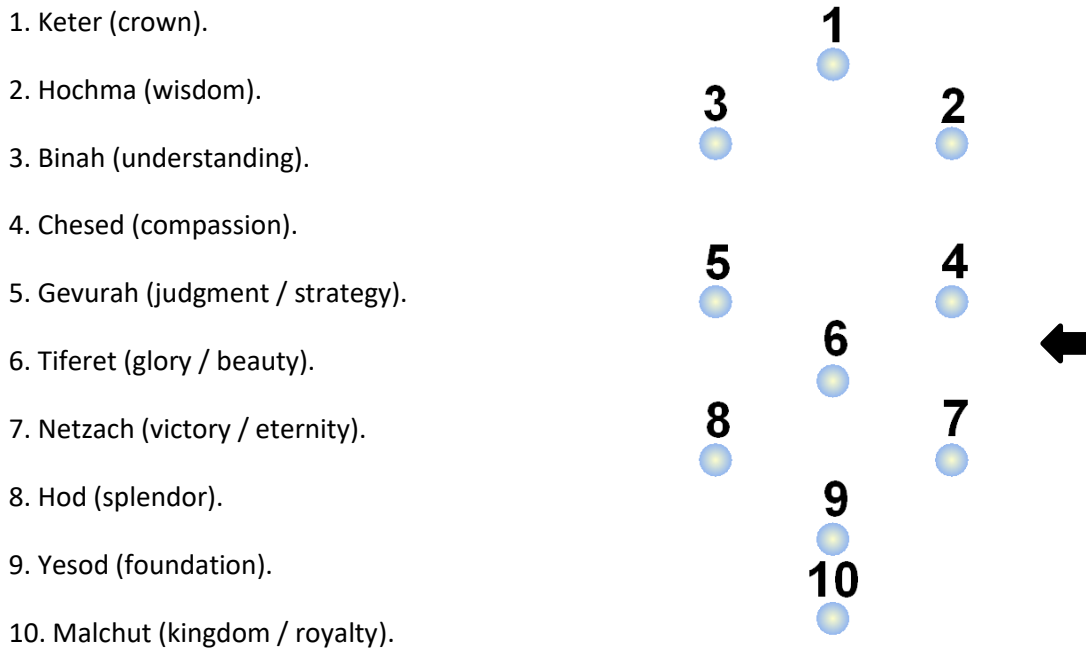 1. Keter (crown).
2. Hochma (wisdom).
3. Binah (understanding).
4. Chesed (compassion).
5. Gevurah (judgment / strategy).
6. Tiferet (glory / beauty).
7. Netzach (victory / eternity).
8. Hod (splendor).
9. Yesod (foundation).
10. Malchut (kingdom / royalty).
1
3 2
5 4
6
8 7
9
10